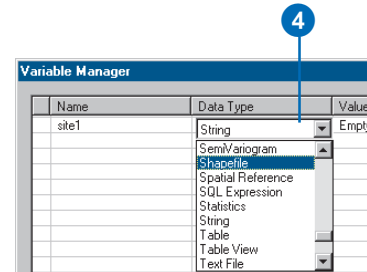 4
Variable Manager
Name Data Type Value
site1 String Empty
SemiVariogram
Shapefile
Spatial Reference
SQL Expression
Statistics
String
Table
Table View
Text File